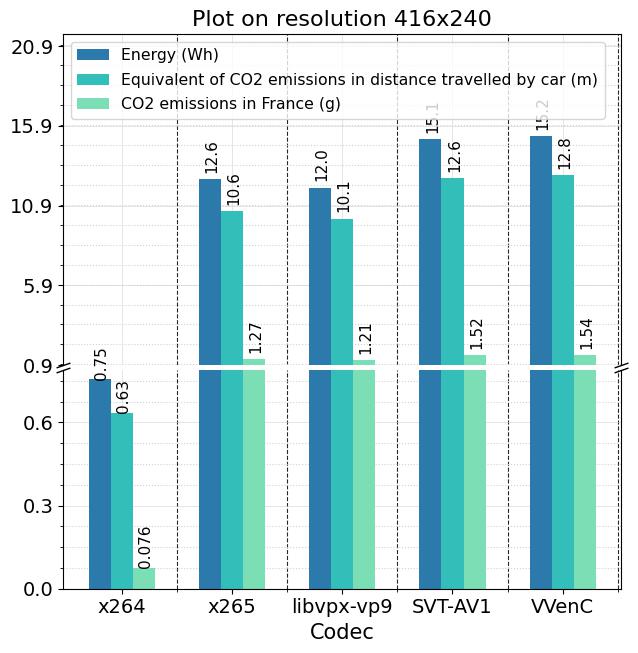 Plot on resolution 416x240
Energy (Wh)
Equivalent of CO2 emissions in distance travelled by car (m)
CO2 emissions in France (g)
20.9
15.9
10.9
5.9
0.9
0.6
0.3
0.0
0.75
0.63
0.076
12.6
10.6
1.27
12.0
10.1
1.21
15.1
12.6
1.52
15.2
12.8
1.54
x264
x265
libvpx-vp9
SVT-AV1
VVenC
Codec